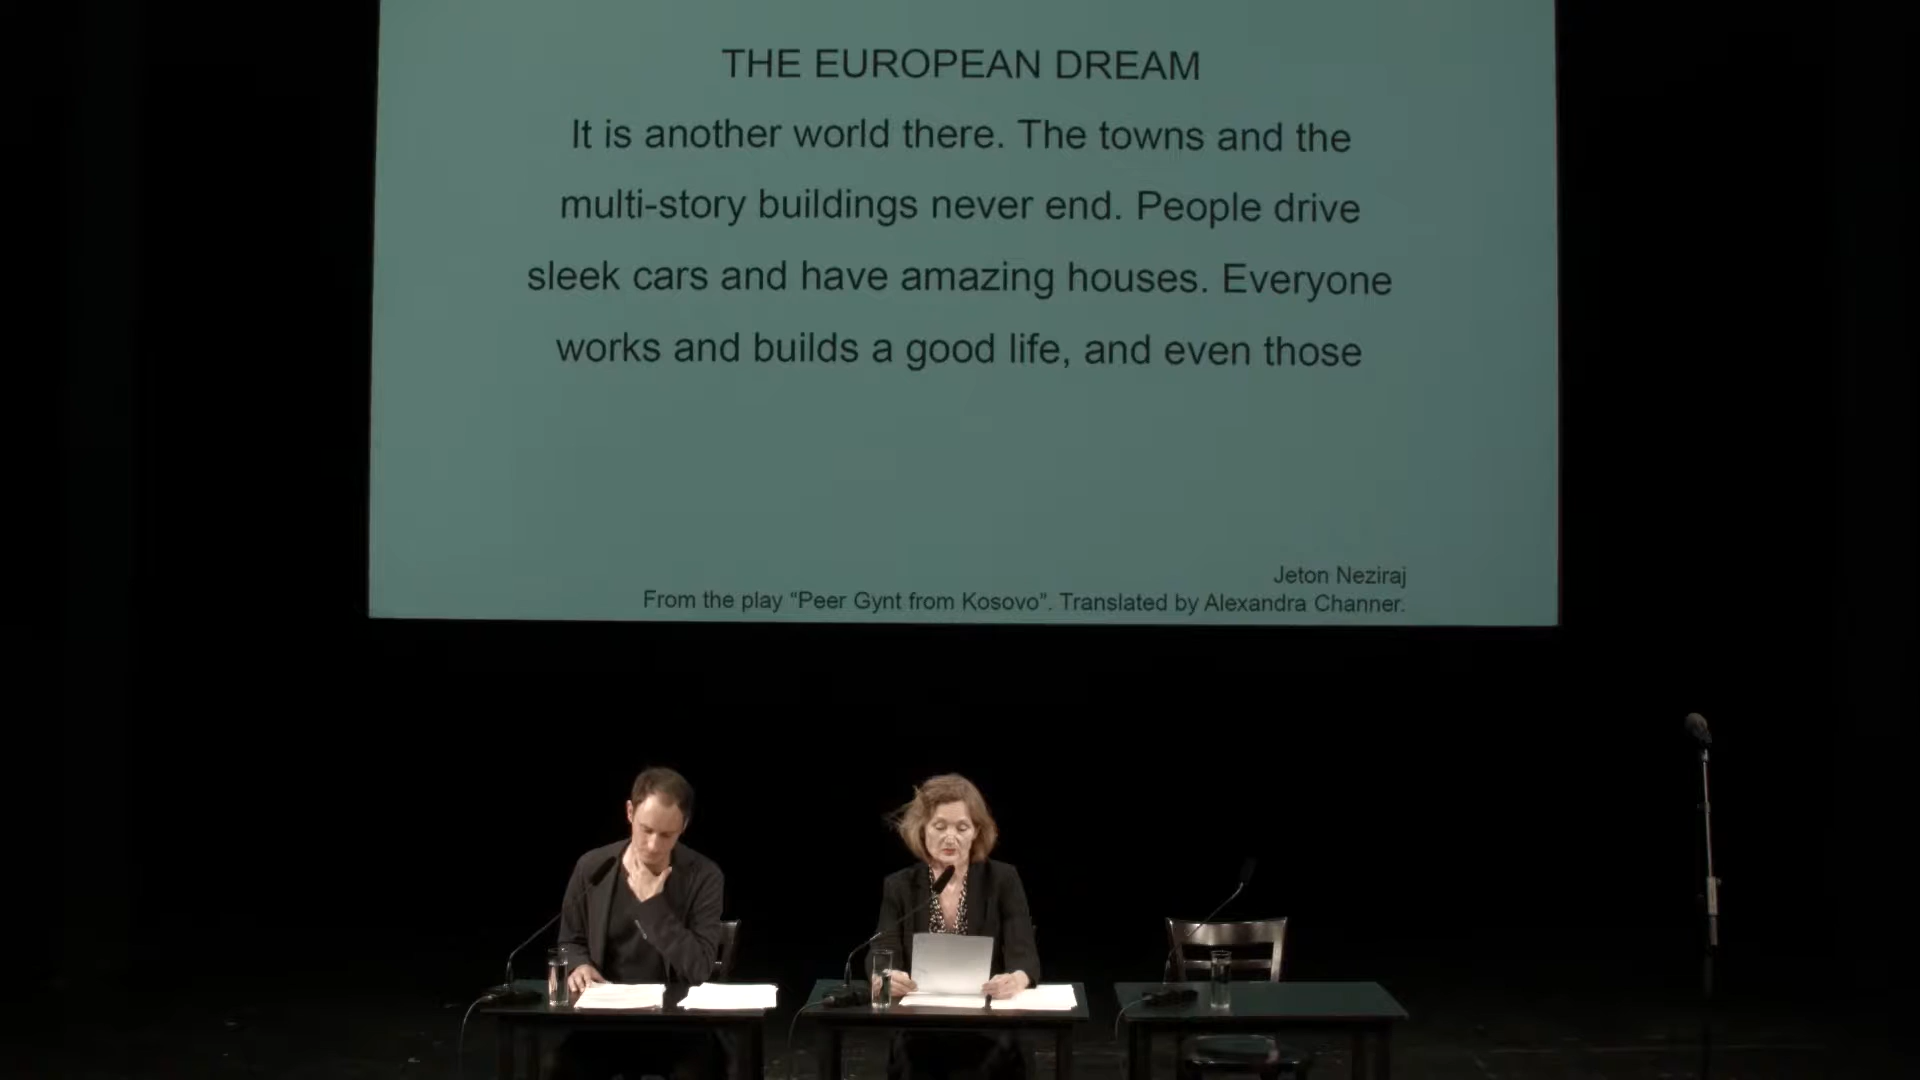 THE EUROPEAN DREAM
It is another world there. The towns and the
multi-story buildings never end. People drive
sleek cars and have amazing houses. Everyone
works and builds a good life, and even those
Jeton Neziraj
From the play “Peer Gynt from Kosovo”. Translated by Alexandra Channer.